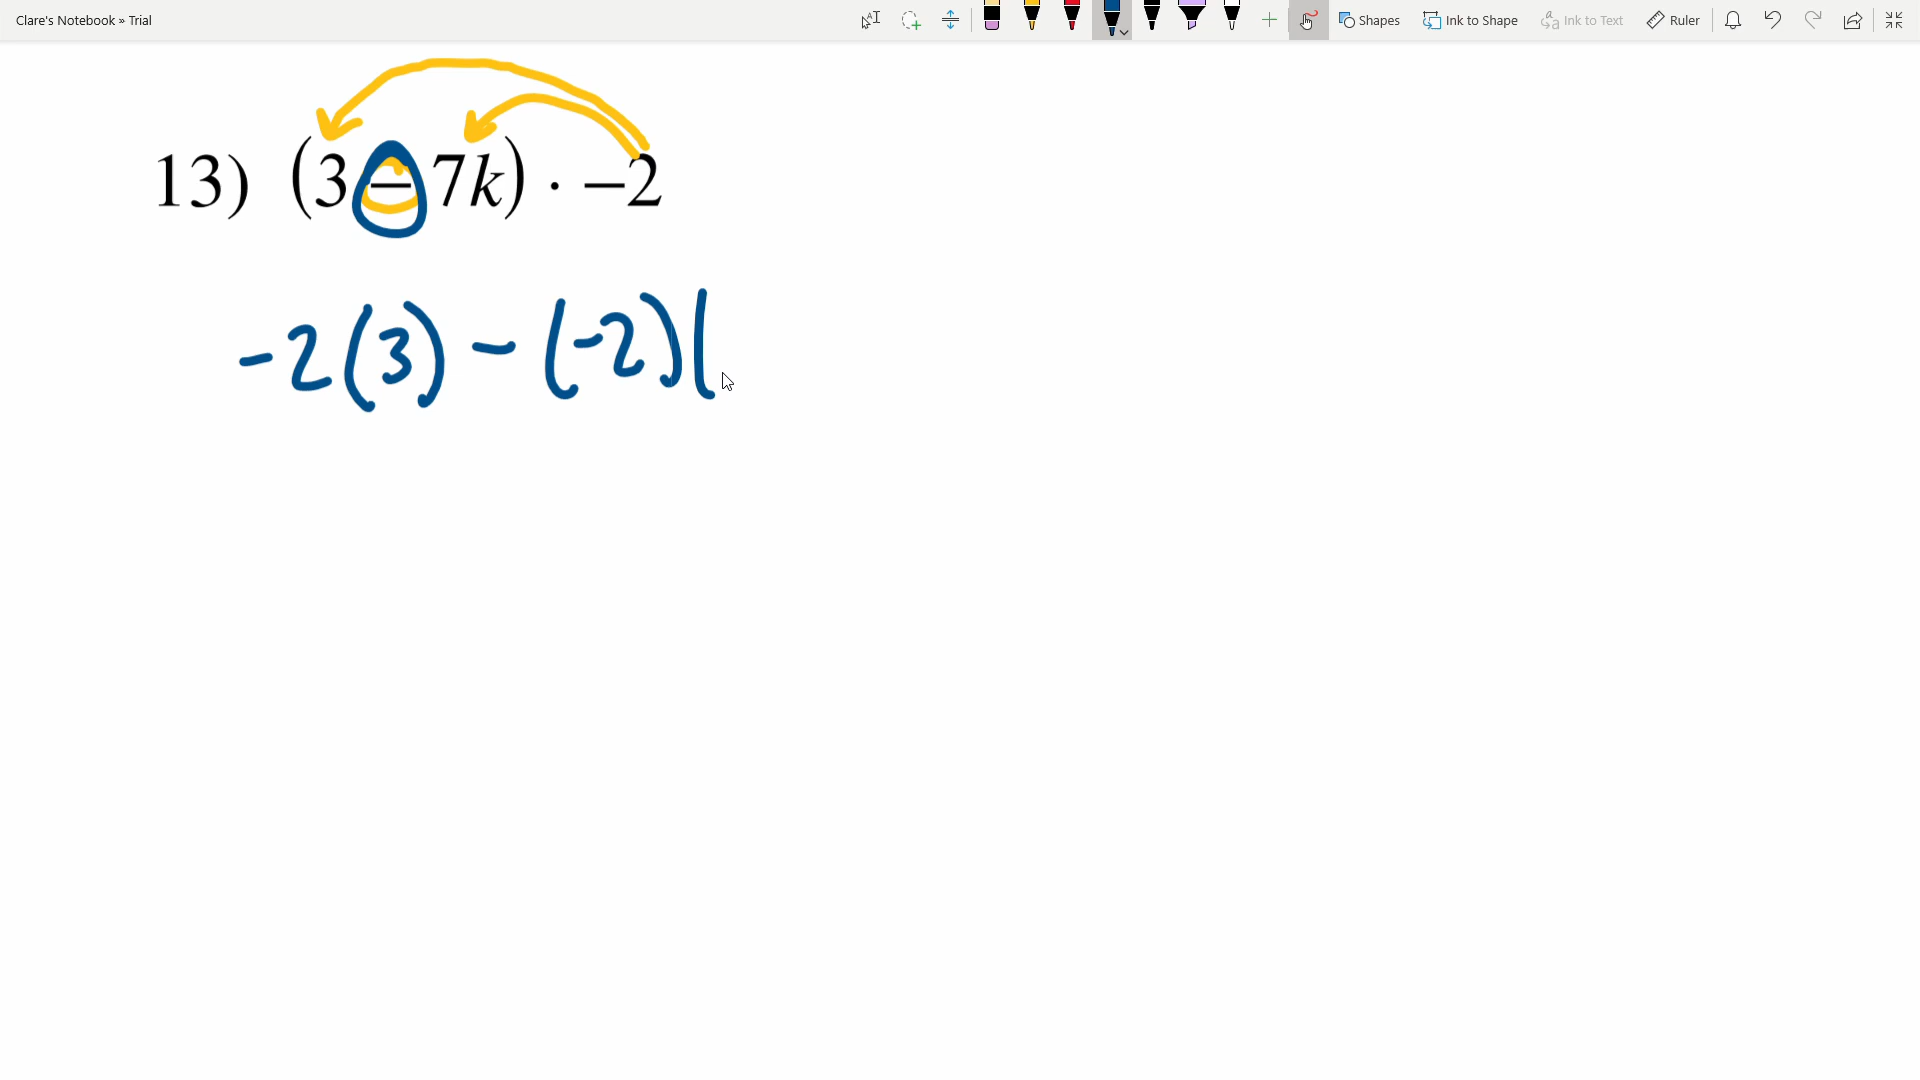 Clare's Notebook » Trial
Shapes
Ink to Shape
Ink to Text
Ruler
13) (3 − 7k) · −2
-2(3) - (-2)(